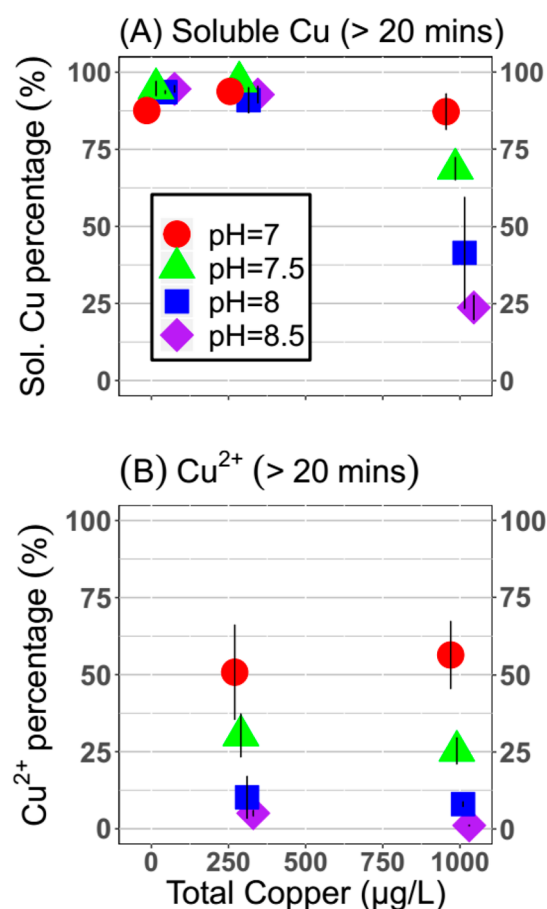 (A) Soluble Cu (> 20 mins)
Sol. Cu percentage (%)
100 100
75 75
50 50
25 25
0 0
pH=7
pH=7.5
pH=8
pH=8.5
(B) Cu²⁺ (> 20 mins)
Cu²⁺ percentage (%)
100 100
75 75
50 50
25 25
0 0
0 250 500 750 1000
Total Copper (µg/L)